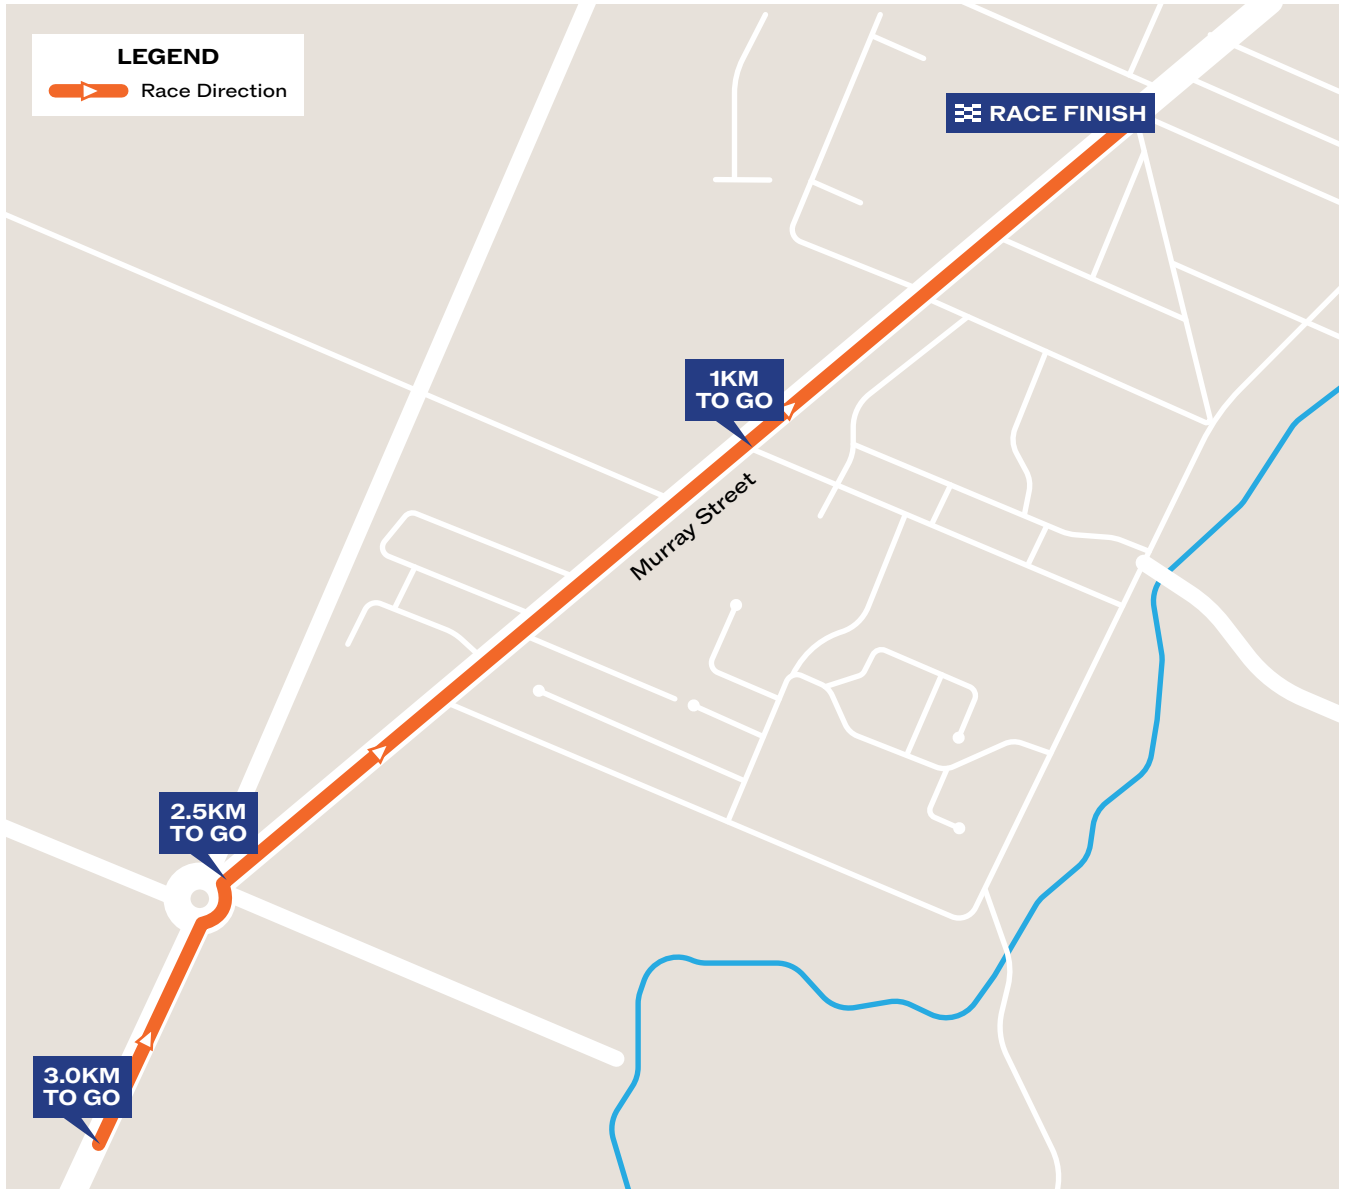 LEGEND
Race Direction
RACE FINISH
1KM
TO GO
Murray Street
2.5KM
TO GO
3.0KM
TO GO